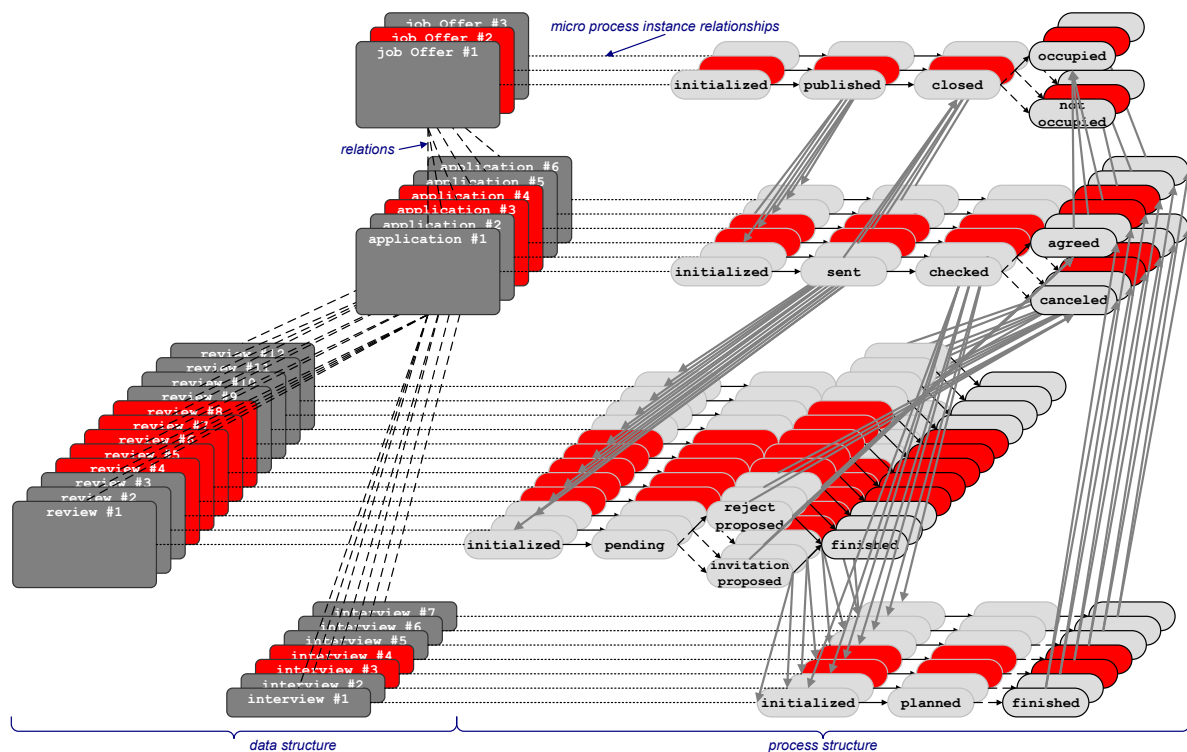 job Offer #3
job Offer #2
job Offer #1
micro process instance relationships
initialized
published
closed
occupied
not
occupied
relations
application #6
application #5
application #4
application #3
application #2
application #1
initialized
sent
checked
agreed
canceled
review #12
review #11
review #10
review #9
review #8
review #7
review #6
review #5
review #4
review #3
review #2
review #1
initialized
pending
reject
proposed
invitation
proposed
finished
interview #7
interview #6
interview #5
interview #4
interview #3
interview #2
interview #1
initialized
planned
finished
data structure
process structure